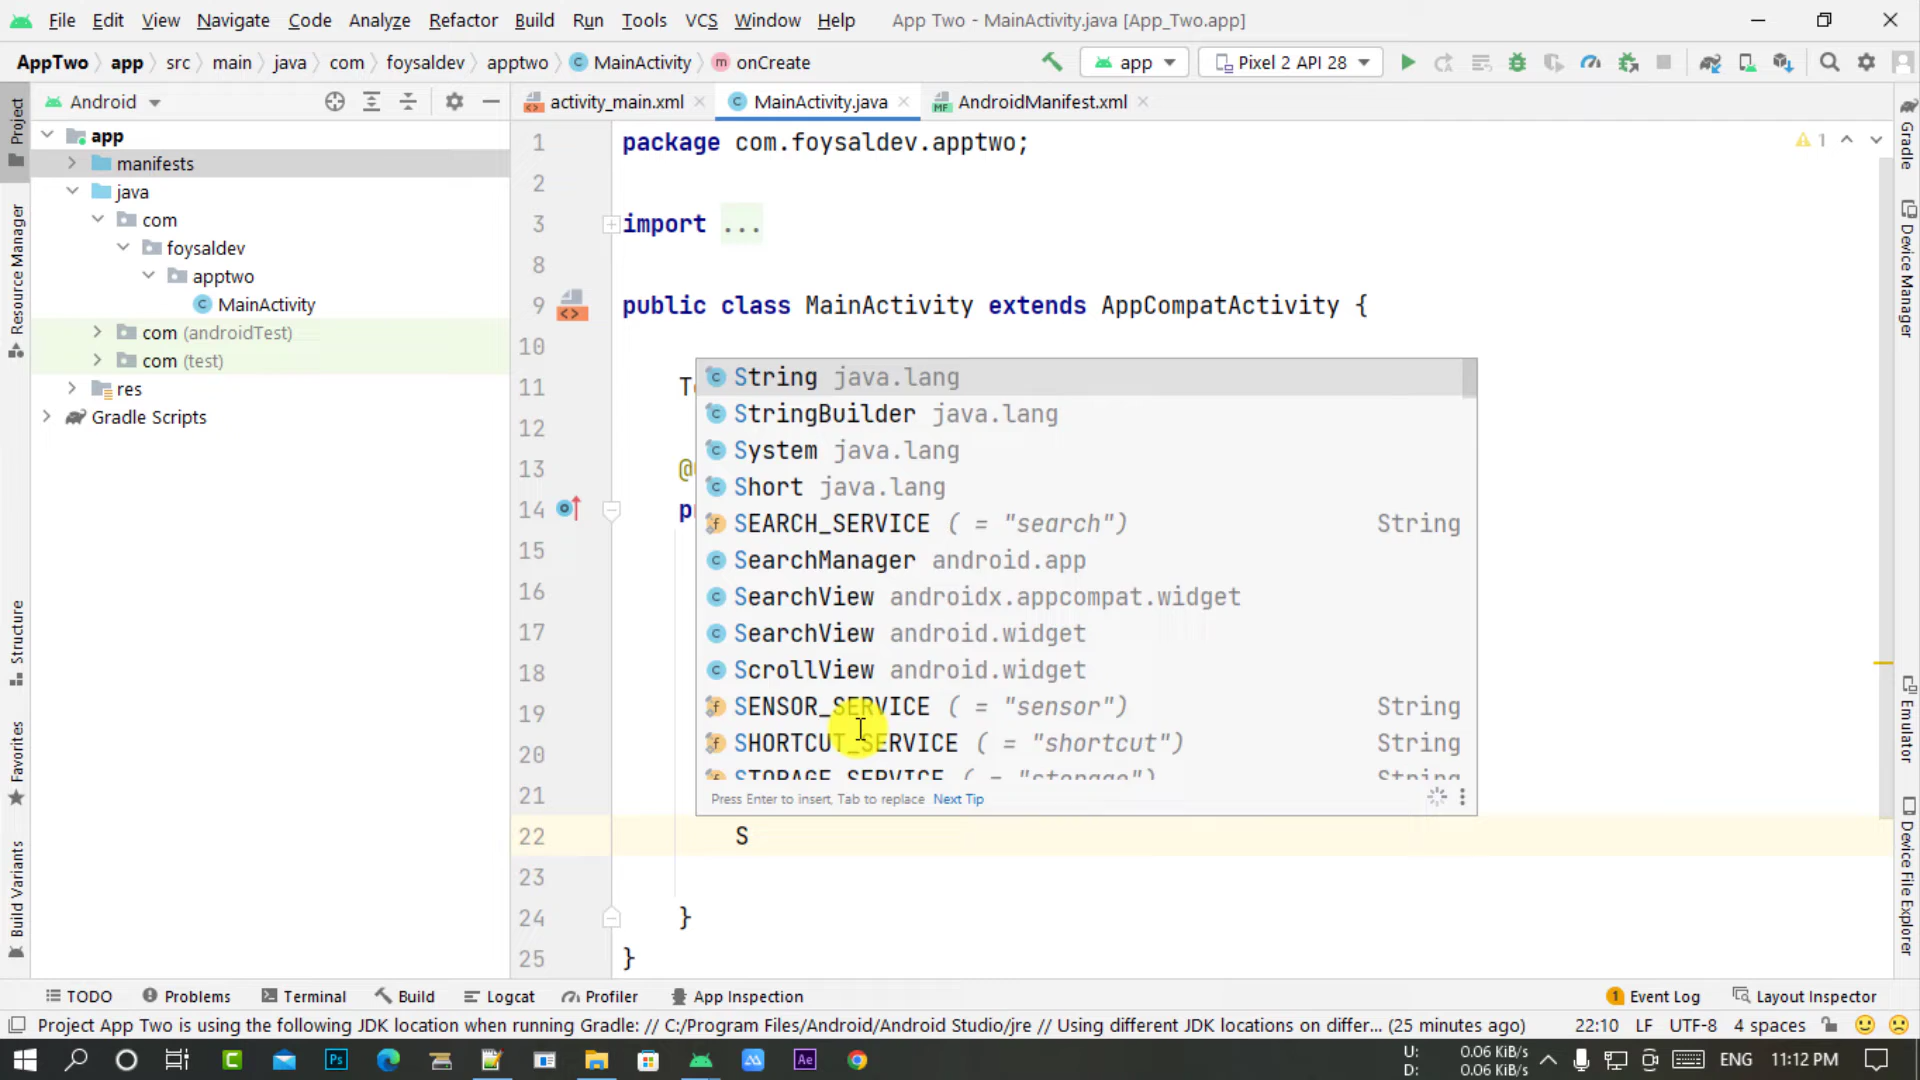 File Edit View Navigate Code Analyze Refactor Build Run Tools VCS Window Help App Two - MainActivity.java [App_Two.app]
AppTwo app src main java com foysaldev apptwo MainActivity onCreate app Pixel 2 API 28
Android activity_main.xml MainActivity.java AndroidManifest.xml
Project
Resource Manager
Structure
Favorites
Build Variants
app
manifests
java
com
foysaldev
apptwo
MainActivity
com (androidTest)
com (test)
res
Gradle Scripts
1 package com.foysaldev.apptwo; 1
2
3 import ...
8
9 public class MainActivity extends AppCompatActivity {
10
11
12
13 @
14
15
16
17
18
19
20
21
22 S
23
24 }
25 }
String java.lang
StringBuilder java.lang
System java.lang
Short java.lang
SEARCH_SERVICE ( = "search") String
SearchManager android.app
SearchView androidx.appcompat.widget
SearchView android.widget
ScrollView android.widget
SENSOR_SERVICE ( = "sensor") String
SHORTCUT_SERVICE ( = "shortcut") String
STORAGE_SERVICE ( = "storage") String
Press Enter to insert, Tab to replace Next Tip
Gradle
Device Manager
Emulator
Device File Explorer
TODO Problems Terminal Build Logcat Profiler App Inspection 1 Event Log Layout Inspector
Project App Two is using the following JDK location when running Gradle: // C:/Program Files/Android/Android Studio/jre // Using different JDK locations on differ... (25 minutes ago) 22:10 LF UTF-8 4 spaces
U: 0.06 KiB/s
D: 0.06 KiB/s
ENG 11:12 PM